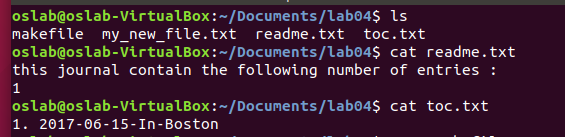 oslab@oslab-VirtualBox:~/Documents/lab04$ ls
makefile  my_new_file.txt  readme.txt  toc.txt
oslab@oslab-VirtualBox:~/Documents/lab04$ cat readme.txt
this journal contain the following number of entries :
1
oslab@oslab-VirtualBox:~/Documents/lab04$ cat toc.txt
1. 2017-06-15-In-Boston